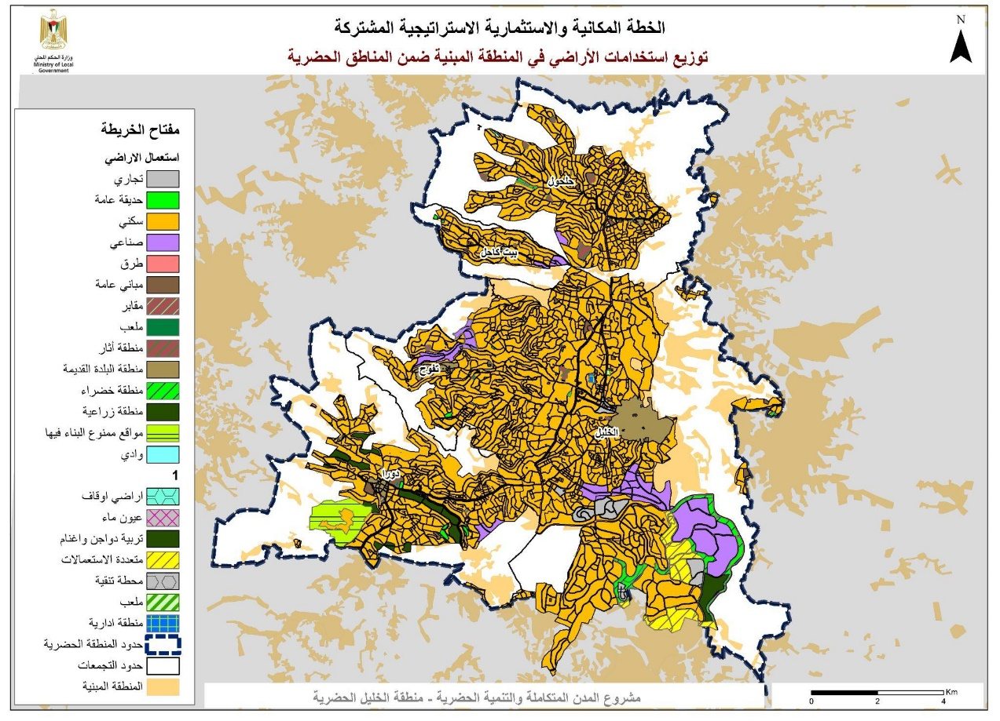 الخطة المكانية والاستثمارية الاستراتيجية المشتركة
توزيع استخدامات الأراضي في المنطقة المبنية ضمن المناطق الحضرية
وزارة الحكم المحلي
Ministry of Local
Government
N
مفتاح الخريطة
استعمال الاراضي
تجاري
حديقة عامة
سكني
صناعي
طرق
مباني عامة
مقابر
ملعب
منطقة أثار
منطقة البلدة القديمة
منطقة خضراء
منطقة زراعية
مواقع ممنوع البناء فيها
وادي
1
اراضي اوقاف
عيون ماء
تربية دواجن واغنام
متعددة الاستعمالات
محطة تنقية
ملعب
منطقة ادارية
حدود المنطقة الحضرية
حدود التجمعات
المنطقة المبنية
حلحول
بيت كاحل
تفوح
الخليل
دورا
مشروع المدن المتكاملة والتنمية الحضرية - منطقة الخليل الحضرية
Km
0 2 4